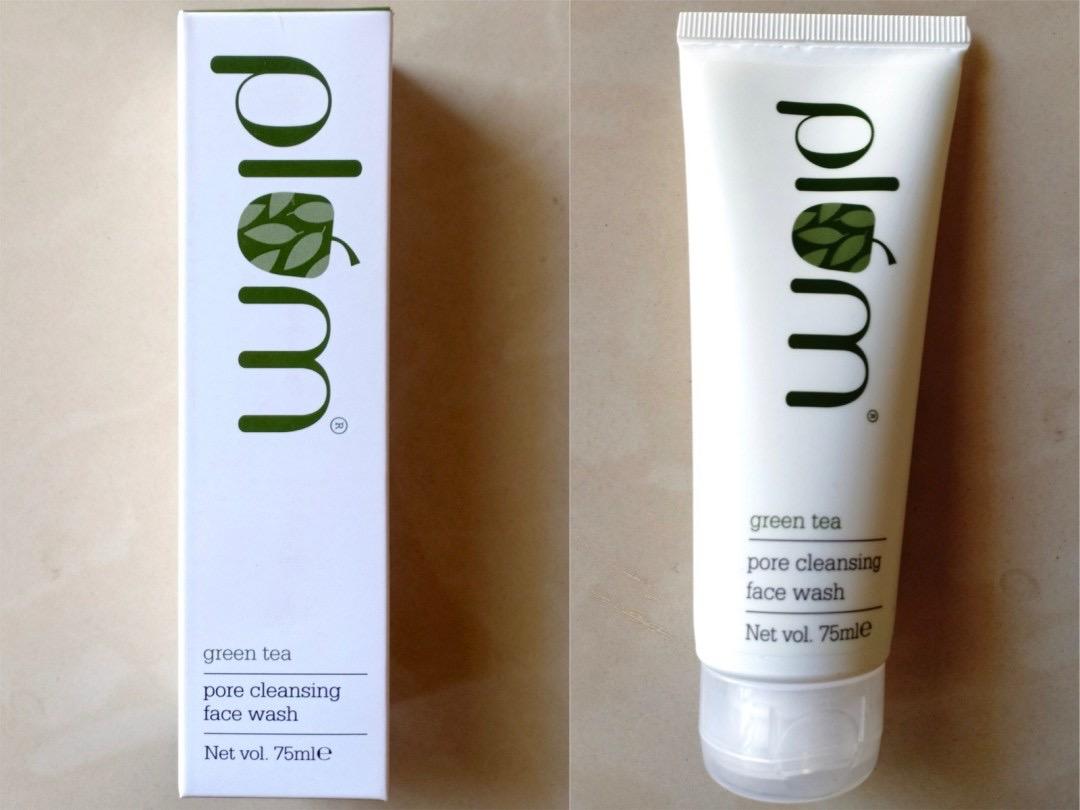 plum®
green tea
pore cleansing
face wash
Net vol. 75ml℮
plum®
green tea
pore cleansing
face wash
Net vol. 75ml℮